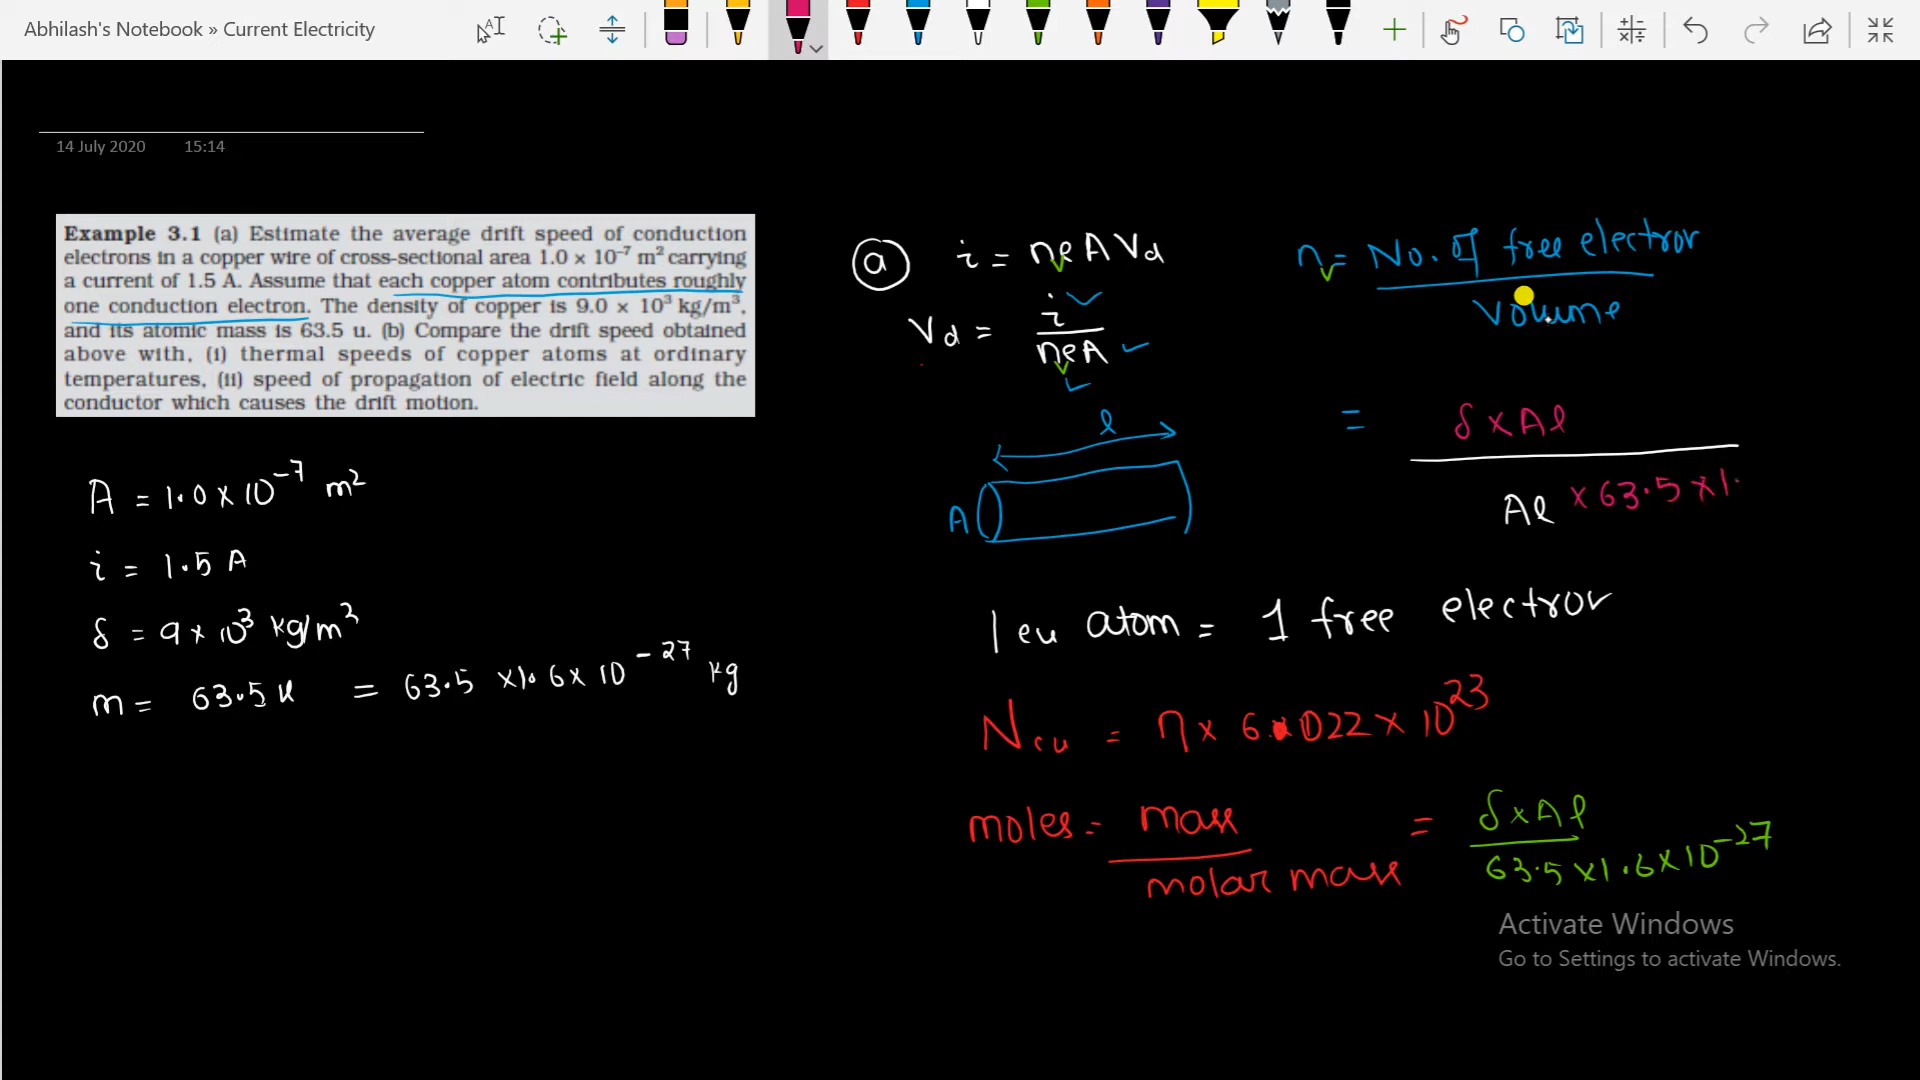 Abhilash's Notebook » Current Electricity
14 July 2020 15:14
Example 3.1 (a) Estimate the average drift speed of conduction
electrons in a copper wire of cross-sectional area 1.0 × 10⁻⁷ m² carrying
a current of 1.5 A. Assume that each copper atom contributes roughly
one conduction electron. The density of copper is 9.0 × 10³ kg/m³,
and its atomic mass is 63.5 u. (b) Compare the drift speed obtained
above with, (i) thermal speeds of copper atoms at ordinary
temperatures, (ii) speed of propagation of electric field along the
conductor which causes the drift motion.
A = 1.0 × 10⁻⁷ m²
i = 1.5 A
δ = 9 × 10³ kg/m³
m = 63.5 u = 63.5 × 1.6 × 10⁻²⁷ kg
(a) i = neAVd
Vd = i / neA
l
A
n = No. of free electron / Volume
= δ × Al / Al × 63.5 × 1.
1 cu atom = 1 free electron
Ncu = n × 6.022 × 10²³
moles = mass / molar mass = δ × Al / 63.5 × 1.6 × 10⁻²⁷
Activate Windows
Go to Settings to activate Windows.